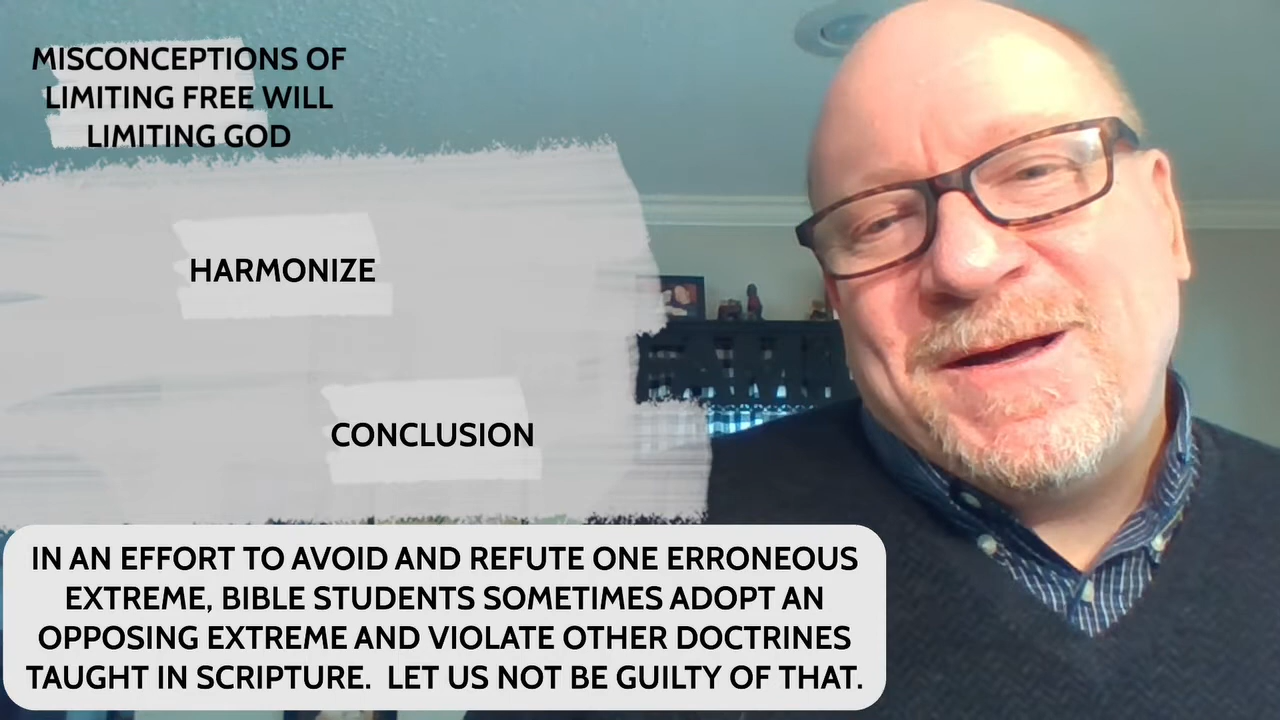 MISCONCEPTIONS OF
LIMITING FREE WILL
LIMITING GOD
HARMONIZE
CONCLUSION
IN AN EFFORT TO AVOID AND REFUTE ONE ERRONEOUS
EXTREME, BIBLE STUDENTS SOMETIMES ADOPT AN
OPPOSING EXTREME AND VIOLATE OTHER DOCTRINES
TAUGHT IN SCRIPTURE.  LET US NOT BE GUILTY OF THAT.